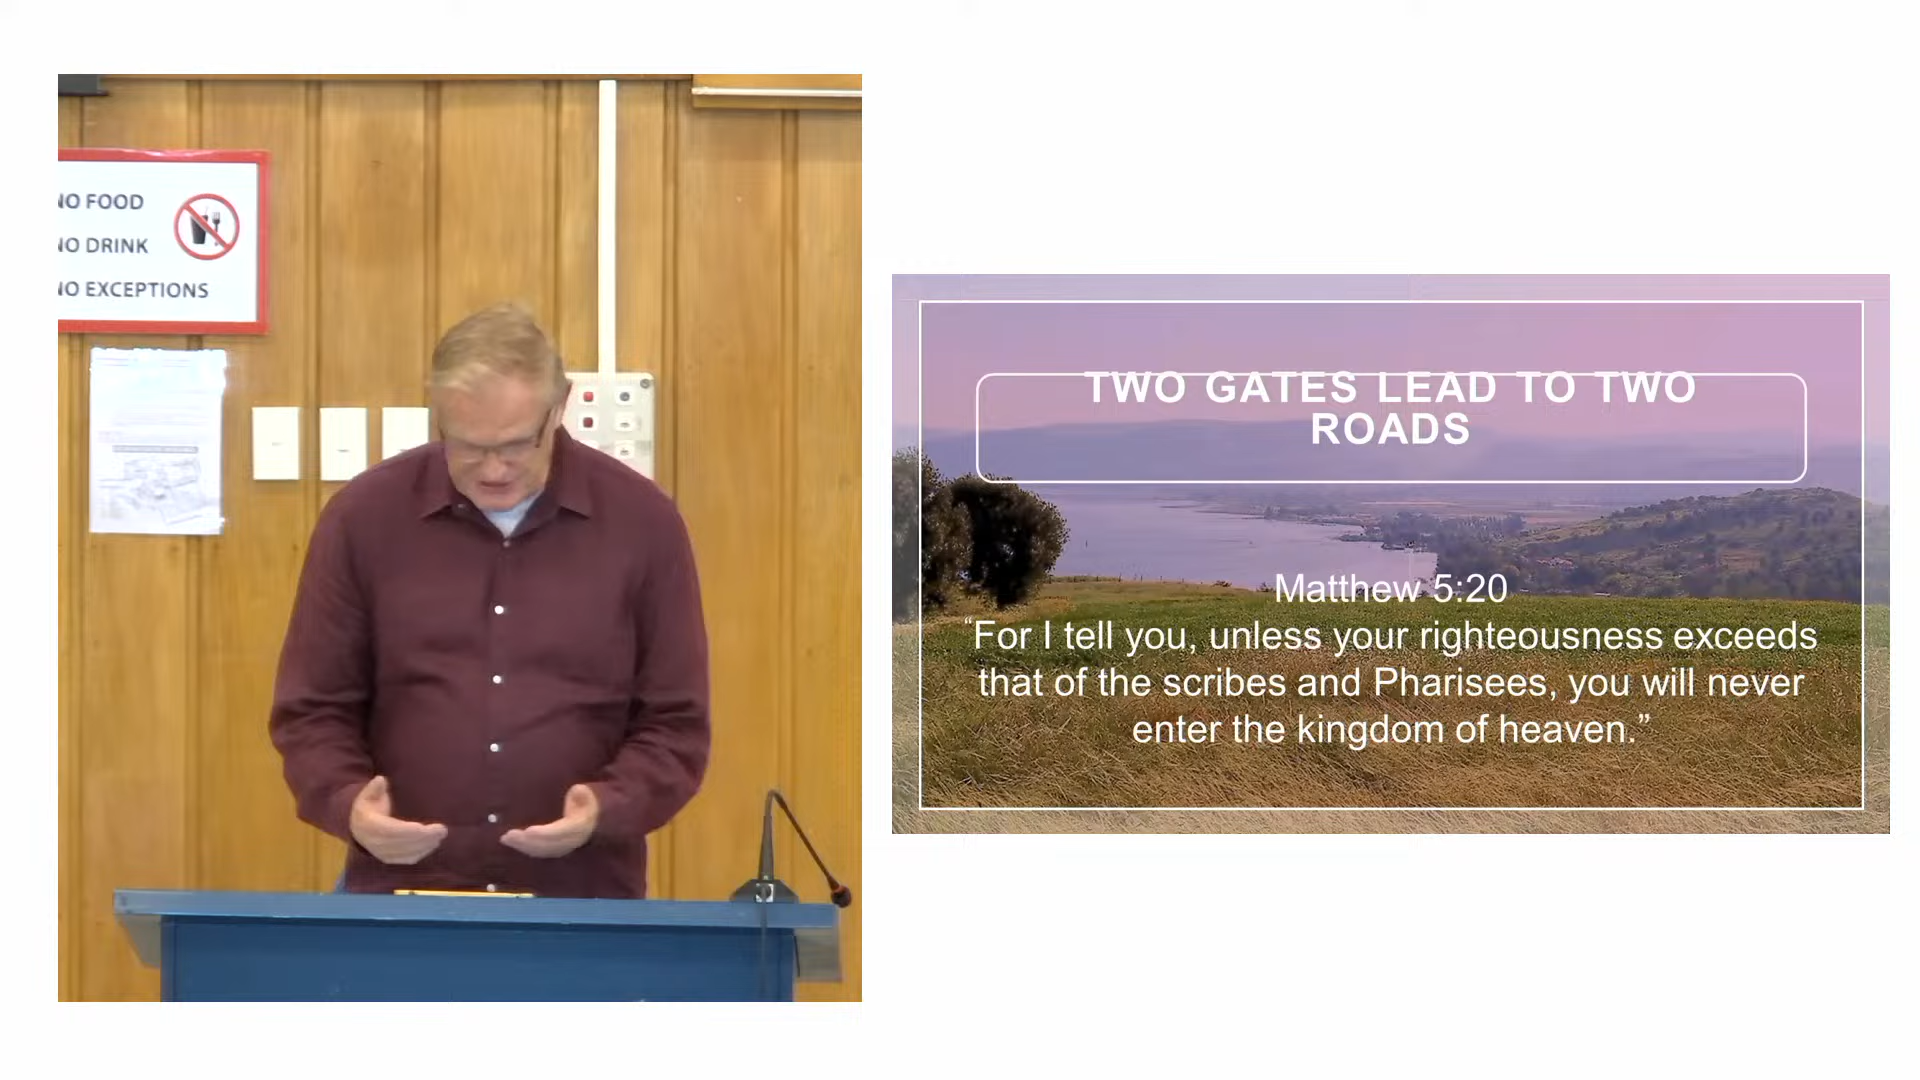 NO FOOD
NO DRINK
NO EXCEPTIONS
TWO GATES LEAD TO TWO
ROADS
Matthew 5:20
“For I tell you, unless your righteousness exceeds
that of the scribes and Pharisees, you will never
enter the kingdom of heaven.”